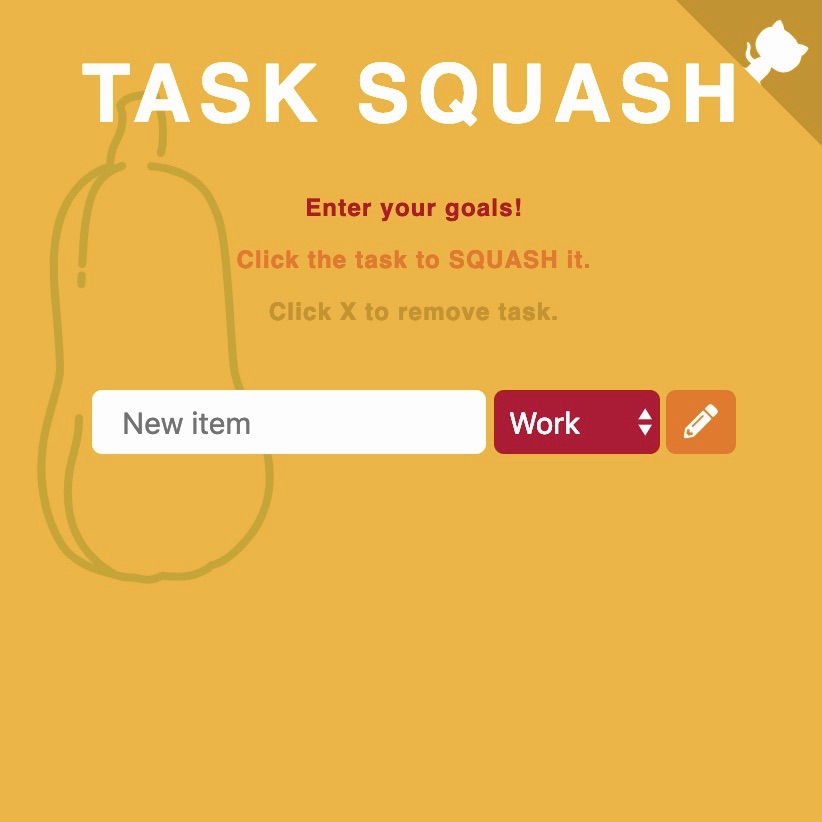 TASK SQUASH
Enter your goals!
Click the task to SQUASH it.
Click X to remove task.
New item
Work